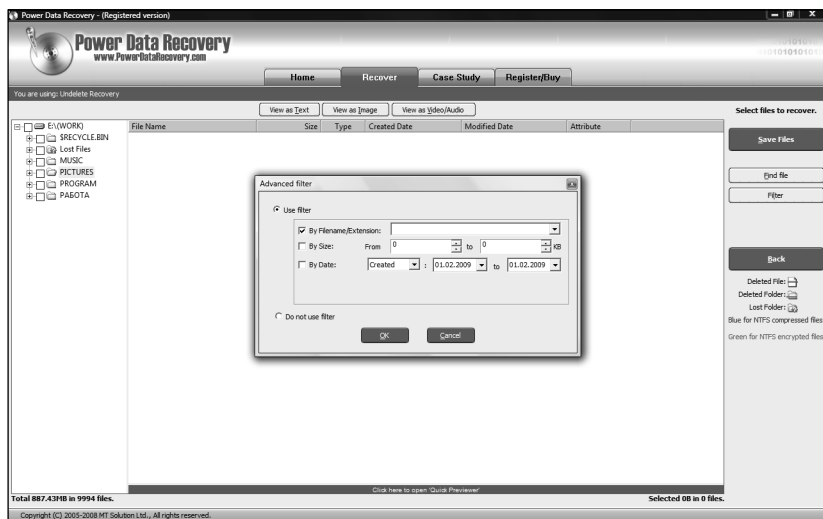 Power Data Recovery - (Registered version)
Power Data Recovery
www.PowerDataRecovery.com
Home Recover Case Study Register/Buy
You are using: Undelete Recovery
View as Text View as Image View as Video/Audio
Select files to recover.
E:\(WORK)
$RECYCLE.BIN
Lost Files
MUSIC
PICTURES
PROGRAM
РАБОТА
File Name Size Type Created Date Modified Date Attribute
Save Files
Find file
Filter
Back
Deleted File:
Deleted Folder:
Lost Folder:
Blue for NTFS compressed files
Green for NTFS encrypted files
Advanced filter
Use filter
By Filename/Extension:
By Size: From 0 to 0 KB
By Date: Created : 01.02.2009 to 01.02.2009
Do not use filter
OK Cancel
Click here to open 'Quick Previewer'
Total 887.43MB in 9994 files. Selected 0B in 0 files.
Copyright (C) 2005-2008 MT Solution Ltd., All rights reserved.